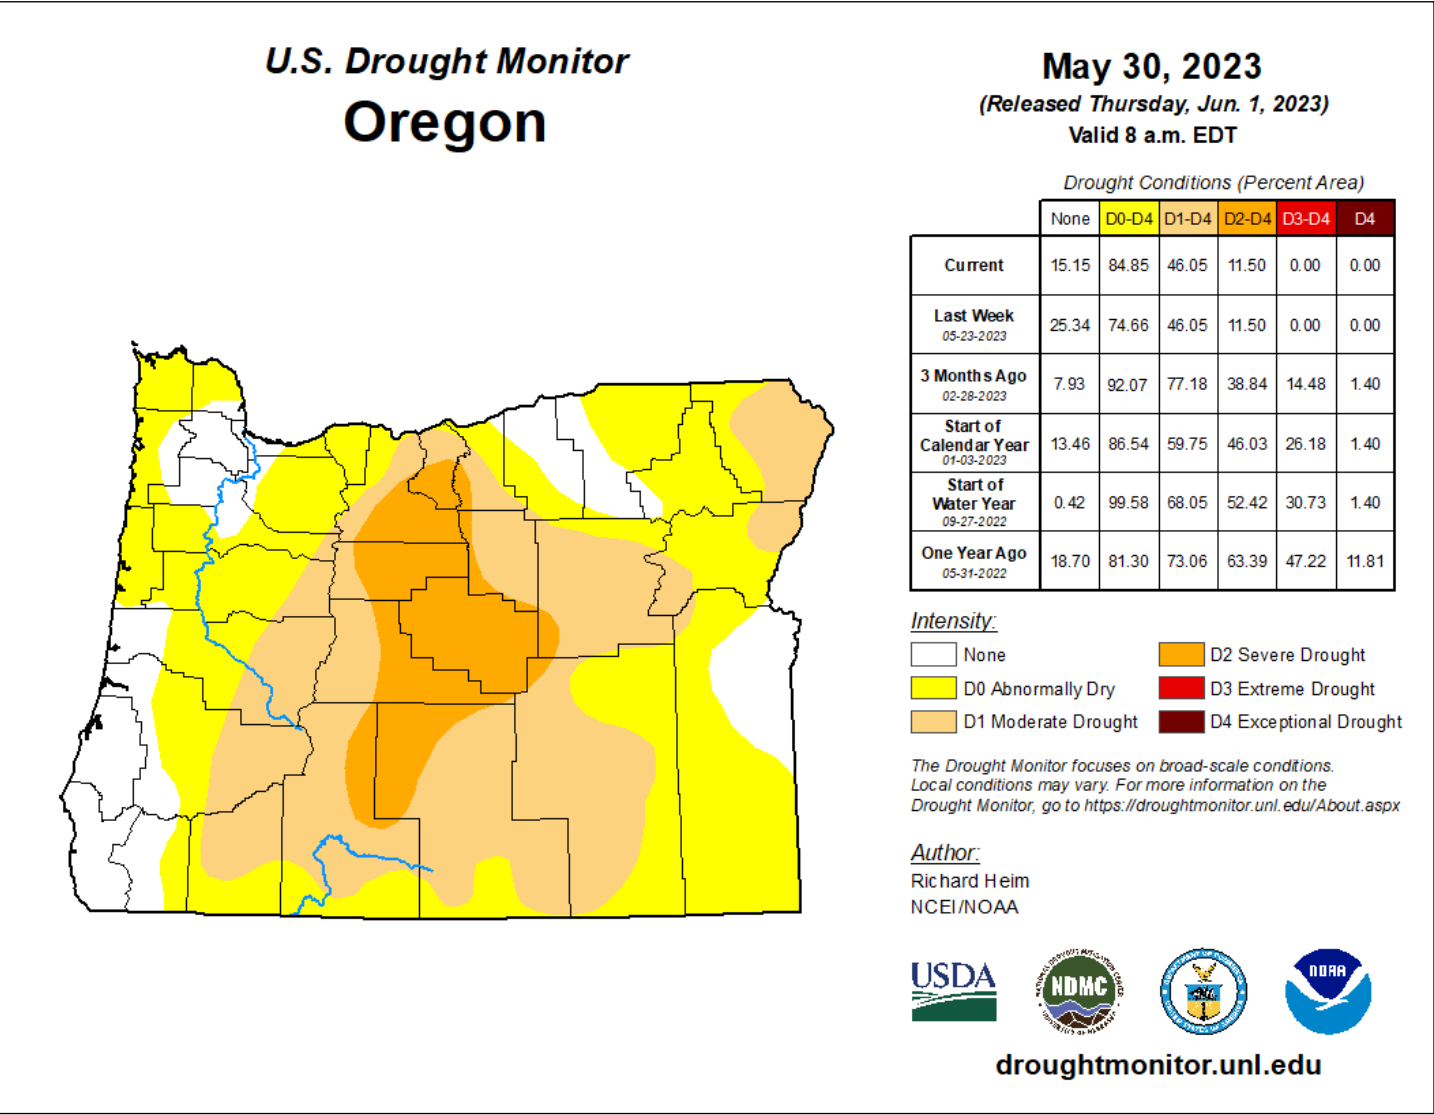 U.S. Drought Monitor
Oregon
May 30, 2023
(Released Thursday, Jun. 1, 2023)
Valid 8 a.m. EDT
Drought Conditions (Percent Area)
None D0-D4 D1-D4 D2-D4 D3-D4 D4
Current 15.15 84.85 46.05 11.50 0.00 0.00
Last Week
05-23-2023 25.34 74.66 46.05 11.50 0.00 0.00
3 Months Ago
02-28-2023 7.93 92.07 77.18 38.84 14.48 1.40
Start of
Calendar Year
01-03-2023 13.46 86.54 59.75 46.03 26.18 1.40
Start of
Water Year
09-27-2022 0.42 99.58 68.05 52.42 30.73 1.40
One Year Ago
05-31-2022 18.70 81.30 73.06 63.39 47.22 11.81
Intensity:
None
D0 Abnormally Dry
D1 Moderate Drought
D2 Severe Drought
D3 Extreme Drought
D4 Exceptional Drought
The Drought Monitor focuses on broad-scale conditions.
Local conditions may vary. For more information on the
Drought Monitor, go to https://droughtmonitor.unl.edu/About.aspx
Author:
Richard Heim
NCEI/NOAA
USDA
NDMC
NOAA
droughtmonitor.unl.edu